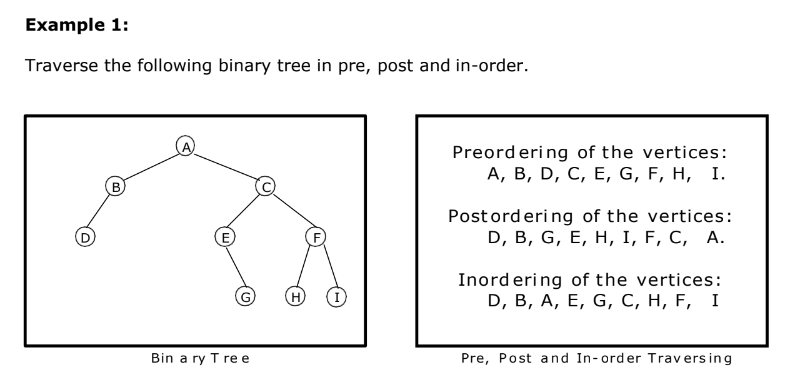 Example 1:
Traverse the following binary tree in pre, post and in-order.
A
B
C
D
E
F
G
H
I
Preordering of the vertices:
A, B, D, C, E, G, F, H, I.
Postordering of the vertices:
D, B, G, E, H, I, F, C, A.
Inordering of the vertices:
D, B, A, E, G, C, H, F, I
Binary Tree
Pre, Post and In-order Traversing